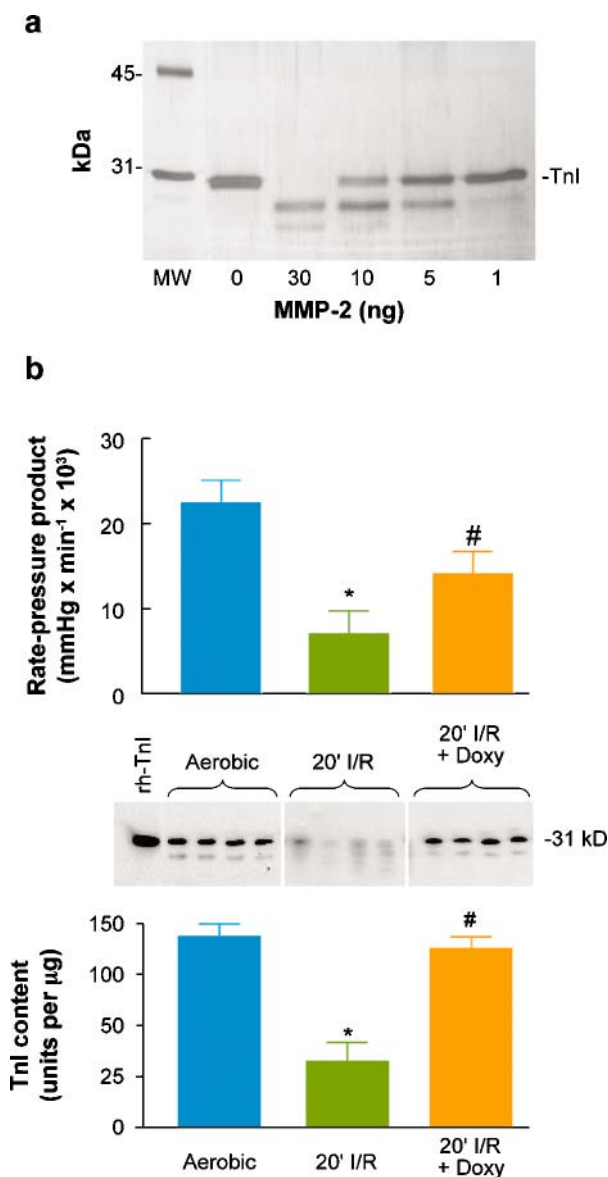 a
kDa
45-
31-
-TnI
MW 0 30 10 5 1
MMP-2 (ng)
b
Rate-pressure product
(mmHg x min⁻¹ x 10³)
30
20
10
0
*
#
rh-TnI
Aerobic
20' I/R
20' I/R
+ Doxy
-31 kD
TnI content
(units per µg)
150
150
50
25
0
*
#
Aerobic
20' I/R
20' I/R
+ Doxy